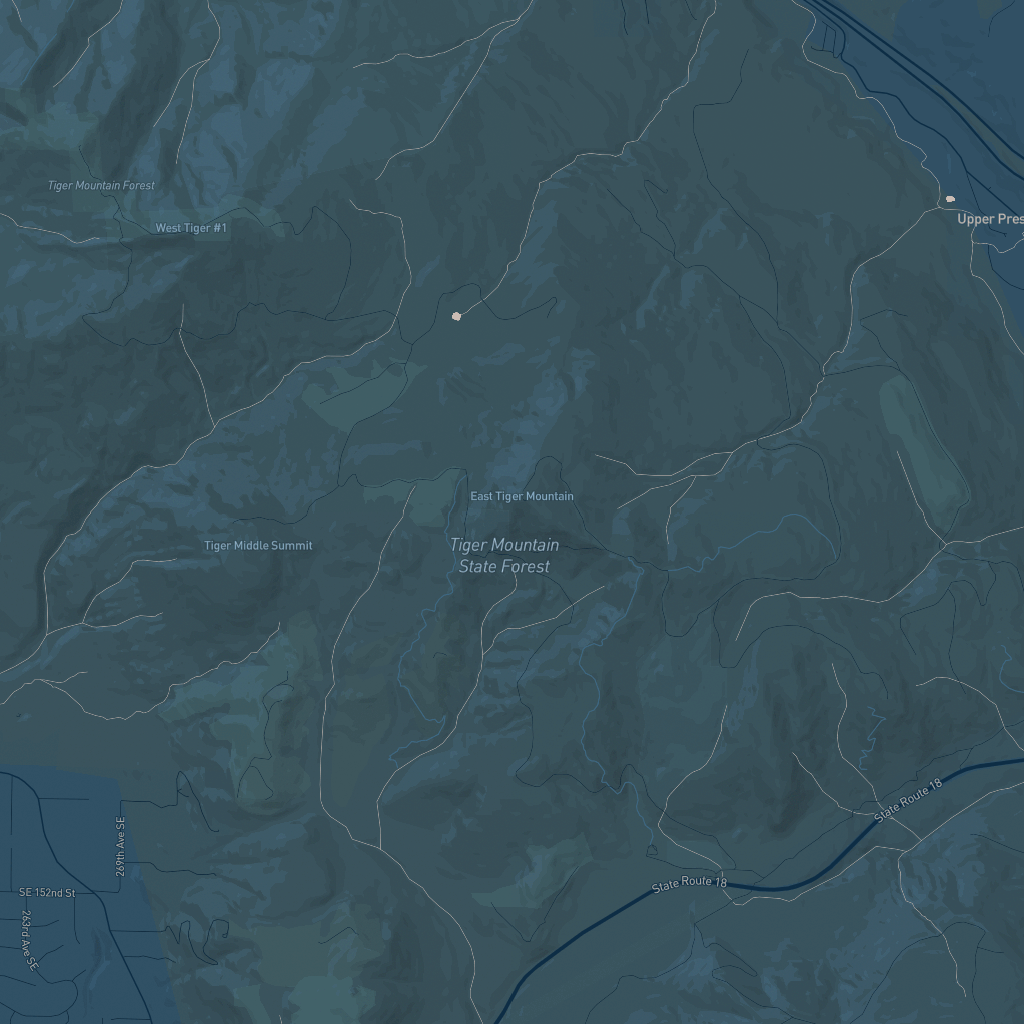 Tiger Mountain Forest
West Tiger #1
Upper Pres
East Tiger Mountain
Tiger Middle Summit
Tiger Mountain
State Forest
State Route 18
State Route 18
269th Ave SE
SE 152nd St
263rd Ave SE